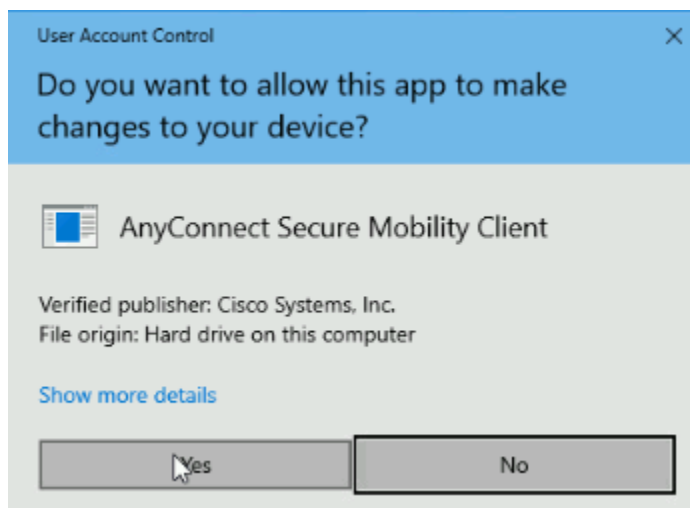 User Account Control
Do you want to allow this app to make
changes to your device?
AnyConnect Secure Mobility Client
Verified publisher: Cisco Systems, Inc.
File origin: Hard drive on this computer
Show more details
Yes
No